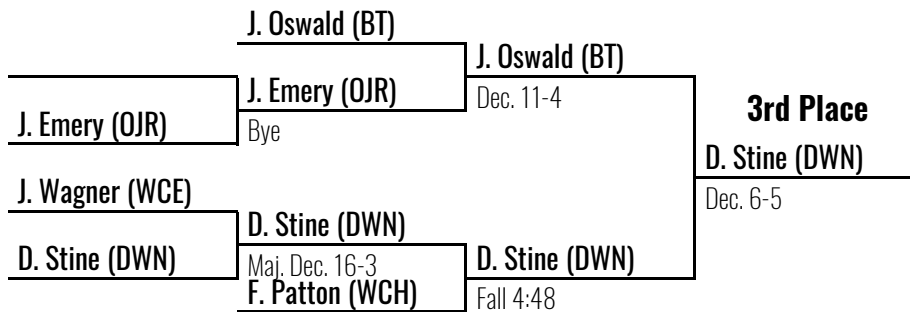 J. Oswald (BT)
J. Oswald (BT)
J. Emery (OJR)
Dec. 11-4
3rd Place
J. Emery (OJR)
Bye
D. Stine (DWN)
J. Wagner (WCE)
Dec. 6-5
D. Stine (DWN)
D. Stine (DWN)
Maj. Dec. 16-3
D. Stine (DWN)
F. Patton (WCH)
Fall 4:48